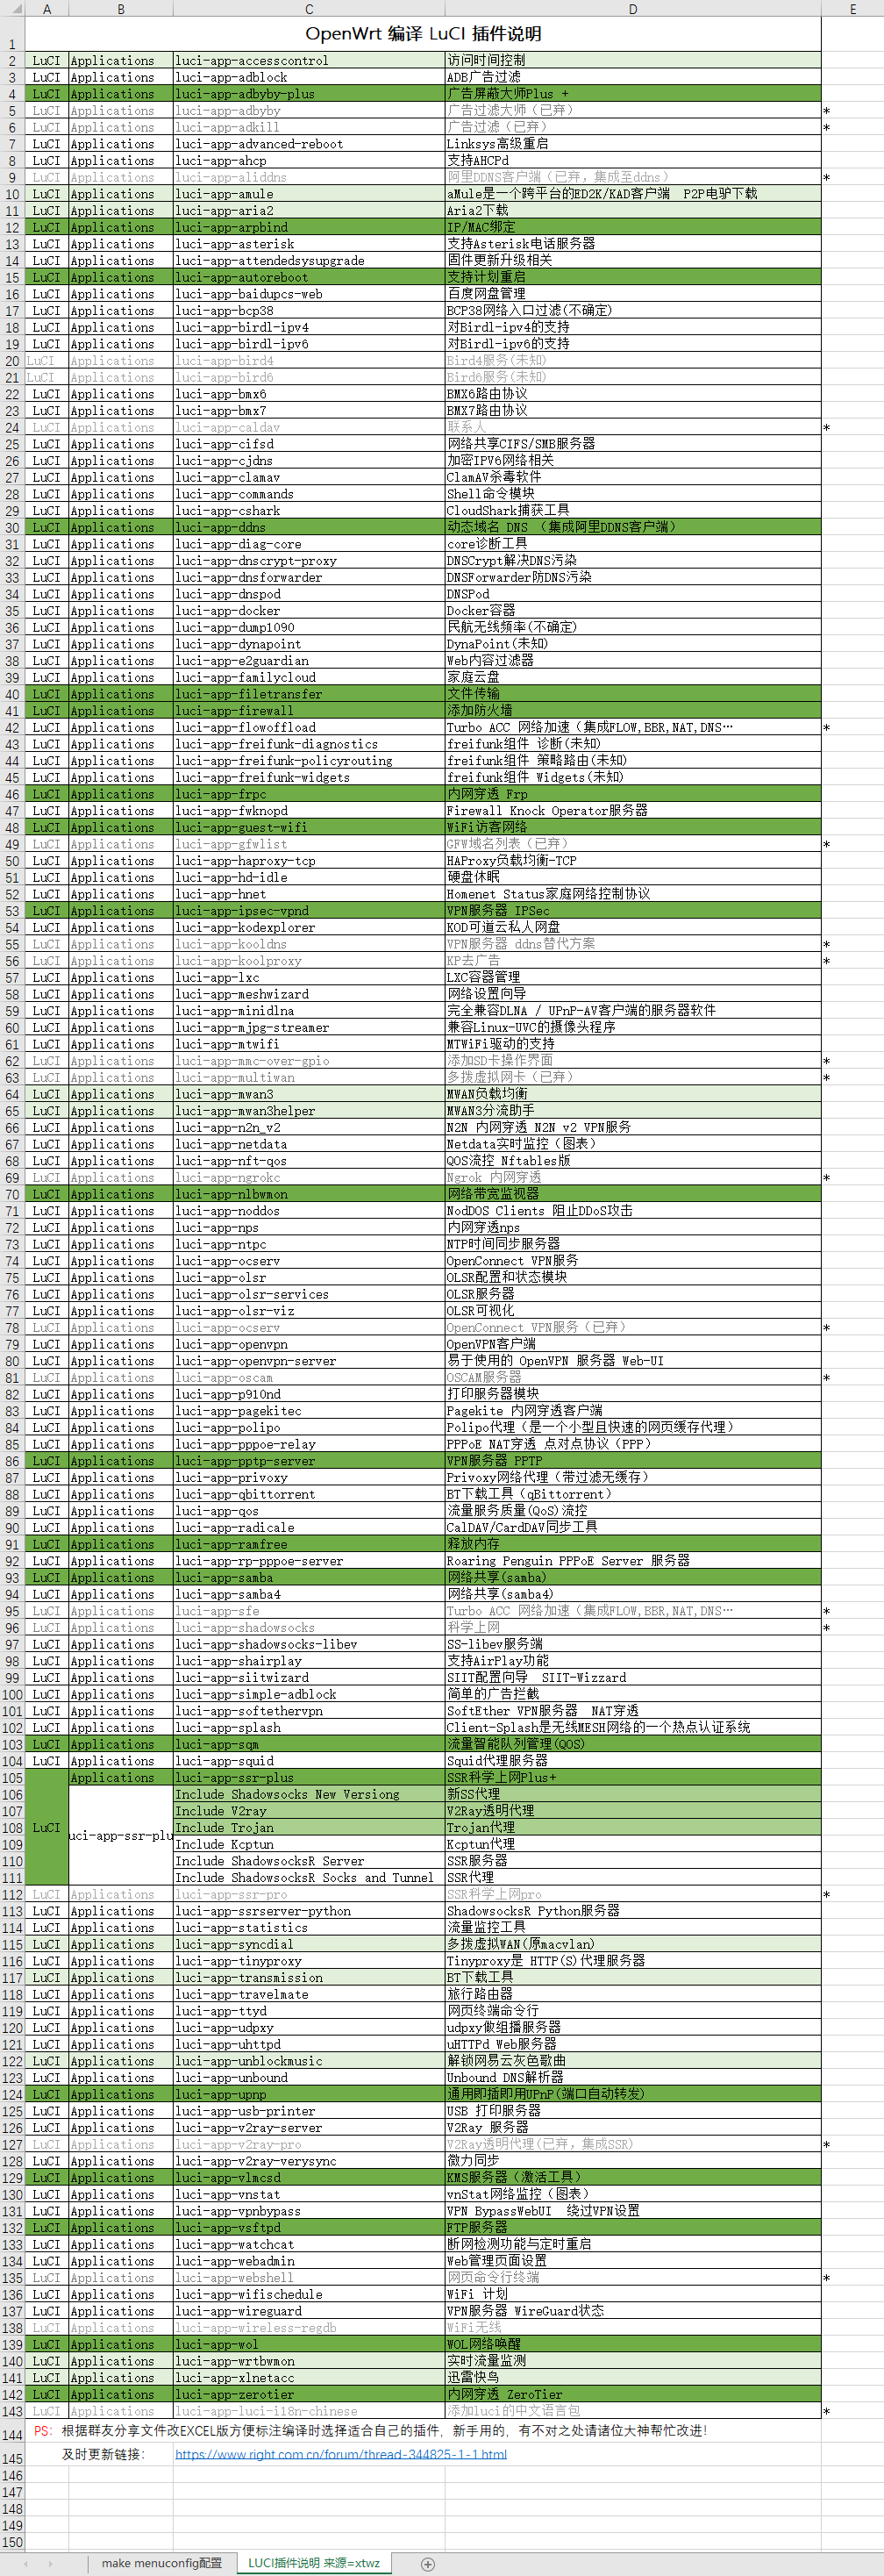 A B C D E
1 OpenWrt 编译 LuCI 插件说明
2 LuCI Applications luci-app-accesscontrol 访问时间控制
3 LuCI Applications luci-app-adblock ADB广告过滤
4 LuCI Applications luci-app-adbyby-plus 广告屏蔽大师Plus +
5 LuCI Applications luci-app-adbyby 广告过滤大师（已弃） *
6 LuCI Applications luci-app-adkill 广告过滤（已弃） *
7 LuCI Applications luci-app-advanced-reboot Linksys高级重启
8 LuCI Applications luci-app-ahcp 支持AHCPd
9 LuCI Applications luci-app-aliddns 阿里DDNS客户端（已弃，集成至ddns） *
10 LuCI Applications luci-app-amule aMule是一个跨平台的ED2K/KAD客户端 P2P电驴下载
11 LuCI Applications luci-app-aria2 Aria2下载
12 LuCI Applications luci-app-arpbind IP/MAC绑定
13 LuCI Applications luci-app-asterisk 支持Asterisk电话服务器
14 LuCI Applications luci-app-attendedsysupgrade 固件更新升级相关
15 LuCI Applications luci-app-autoreboot 支持计划重启
16 LuCI Applications luci-app-baidupcs-web 百度网盘管理
17 LuCI Applications luci-app-bcp38 BCP38网络入口过滤(不确定)
18 LuCI Applications luci-app-bird1-ipv4 对Bird1-ipv4的支持
19 LuCI Applications luci-app-bird1-ipv6 对Bird1-ipv6的支持
20 LuCI Applications luci-app-bird4 Bird4服务(未知)
21 LuCI Applications luci-app-bird6 Bird6服务(未知)
22 LuCI Applications luci-app-bmx6 BMX6路由协议
23 LuCI Applications luci-app-bmx7 BMX7路由协议
24 LuCI Applications luci-app-caldav 联系人 *
25 LuCI Applications luci-app-cifsd 网络共享CIFS/SMB服务器
26 LuCI Applications luci-app-cjdns 加密IPV6网络相关
27 LuCI Applications luci-app-clamav ClamAV杀毒软件
28 LuCI Applications luci-app-commands Shell命令模块
29 LuCI Applications luci-app-cshark CloudShark捕获工具
30 LuCI Applications luci-app-ddns 动态域名 DNS （集成阿里DDNS客户端）
31 LuCI Applications luci-app-diag-core core诊断工具
32 LuCI Applications luci-app-dnscrypt-proxy DNSCrypt解决DNS污染
33 LuCI Applications luci-app-dnsforwarder DNSForwarder防DNS污染
34 LuCI Applications luci-app-dnspod DNSPod
35 LuCI Applications luci-app-docker Docker容器
36 LuCI Applications luci-app-dump1090 民航无线频率(不确定)
37 LuCI Applications luci-app-dynapoint DynaPoint(未知)
38 LuCI Applications luci-app-e2guardian Web内容过滤器
39 LuCI Applications luci-app-familycloud 家庭云盘
40 LuCI Applications luci-app-filetransfer 文件传输
41 LuCI Applications luci-app-firewall 添加防火墙
42 LuCI Applications luci-app-flowoffload Turbo ACC 网络加速（集成FLOW,BBR,NAT,DNS… *
43 LuCI Applications luci-app-freifunk-diagnostics freifunk组件 诊断(未知)
44 LuCI Applications luci-app-freifunk-policyrouting freifunk组件 策略路由(未知)
45 LuCI Applications luci-app-freifunk-widgets freifunk组件 Widgets(未知)
46 LuCI Applications luci-app-frpc 内网穿透 Frp
47 LuCI Applications luci-app-fwknopd Firewall Knock Operator服务器
48 LuCI Applications luci-app-guest-wifi WiFi访客网络
49 LuCI Applications luci-app-gfwlist GFW域名列表（已弃） *
50 LuCI Applications luci-app-haproxy-tcp HAProxy负载均衡-TCP
51 LuCI Applications luci-app-hd-idle 硬盘休眠
52 LuCI Applications luci-app-hnet Homenet Status家庭网络控制协议
53 LuCI Applications luci-app-ipsec-vpnd VPN服务器 IPSec
54 LuCI Applications luci-app-kodexplorer KOD可道云私人网盘
55 LuCI Applications luci-app-kooldns VPN服务器 ddns替代方案 *
56 LuCI Applications luci-app-koolproxy KP去广告 *
57 LuCI Applications luci-app-lxc LXC容器管理
58 LuCI Applications luci-app-meshwizard 网络设置向导
59 LuCI Applications luci-app-minidlna 完全兼容DLNA / UPnP-AV客户端的服务器软件
60 LuCI Applications luci-app-mjpg-streamer 兼容Linux-UVC的摄像头程序
61 LuCI Applications luci-app-mtwifi MTWiFi驱动的支持
62 LuCI Applications luci-app-mmc-over-gpio 添加SD卡操作界面 *
63 LuCI Applications luci-app-multiwan 多拨虚拟网卡（已弃） *
64 LuCI Applications luci-app-mwan3 MWAN负载均衡
65 LuCI Applications luci-app-mwan3helper MWAN3分流助手
66 LuCI Applications luci-app-n2n_v2 N2N 内网穿透 N2N v2 VPN服务
67 LuCI Applications luci-app-netdata Netdata实时监控（图表）
68 LuCI Applications luci-app-nft-qos QOS流控 Nftables版
69 LuCI Applications luci-app-ngrokc Ngrok 内网穿透 *
70 LuCI Applications luci-app-nlbwmon 网络带宽监视器
71 LuCI Applications luci-app-noddos NodDOS Clients 阻止DDoS攻击
72 LuCI Applications luci-app-nps 内网穿透nps
73 LuCI Applications luci-app-ntpc NTP时间同步服务器
74 LuCI Applications luci-app-ocserv OpenConnect VPN服务
75 LuCI Applications luci-app-olsr OLSR配置和状态模块
76 LuCI Applications luci-app-olsr-services OLSR服务器
77 LuCI Applications luci-app-olsr-viz OLSR可视化
78 LuCI Applications luci-app-ocserv OpenConnect VPN服务（已弃） *
79 LuCI Applications luci-app-openvpn OpenVPN客户端
80 LuCI Applications luci-app-openvpn-server 易于使用的 OpenVPN 服务器 Web-UI
81 LuCI Applications luci-app-oscam OSCAM服务器 *
82 LuCI Applications luci-app-p910nd 打印服务器模块
83 LuCI Applications luci-app-pagekitec Pagekite 内网穿透客户端
84 LuCI Applications luci-app-polipo Polipo代理（是一个小型且快速的网页缓存代理）
85 LuCI Applications luci-app-pppoe-relay PPPoE NAT穿透 点对点协议（PPP）
86 LuCI Applications luci-app-pptp-server VPN服务器 PPTP
87 LuCI Applications luci-app-privoxy Privoxy网络代理（带过滤无缓存）
88 LuCI Applications luci-app-qbittorrent BT下载工具（qBittorrent）
89 LuCI Applications luci-app-qos 流量服务质量(QoS)流控
90 LuCI Applications luci-app-radicale CalDAV/CardDAV同步工具
91 LuCI Applications luci-app-ramfree 释放内存
92 LuCI Applications luci-app-rp-pppoe-server Roaring Penguin PPPoE Server 服务器
93 LuCI Applications luci-app-samba 网络共享(samba)
94 LuCI Applications luci-app-samba4 网络共享(samba4)
95 LuCI Applications luci-app-sfe Turbo ACC 网络加速（集成FLOW,BBR,NAT,DNS… *
96 LuCI Applications luci-app-shadowsocks 科学上网 *
97 LuCI Applications luci-app-shadowsocks-libev SS-libev服务端
98 LuCI Applications luci-app-shairplay 支持AirPlay功能
99 LuCI Applications luci-app-siitwizard SIIT配置向导 SIIT-Wizzard
100 LuCI Applications luci-app-simple-adblock 简单的广告拦截
101 LuCI Applications luci-app-softethervpn SoftEther VPN服务器 NAT穿透
102 LuCI Applications luci-app-splash Client-Splash是无线MESH网络的一个热点认证系统
103 LuCI Applications luci-app-sqm 流量智能队列管理(QOS)
104 LuCI Applications luci-app-squid Squid代理服务器
105 Applications luci-app-ssr-plus SSR科学上网Plus+
106 Include Shadowsocks New Versiong 新SS代理
107 Include V2ray V2Ray透明代理
108 LuCI uci-app-ssr-plu Include Trojan Trojan代理
109 Include Kcptun Kcptun代理
110 Include ShadowsocksR Server SSR服务器
111 Include ShadowsocksR Socks and Tunnel SSR代理
112 LuCI Applications luci-app-ssr-pro SSR科学上网pro *
113 LuCI Applications luci-app-ssrserver-python ShadowsocksR Python服务器
114 LuCI Applications luci-app-statistics 流量监控工具
115 LuCI Applications luci-app-syncdial 多拨虚拟WAN(原macvlan)
116 LuCI Applications luci-app-tinyproxy Tinyproxy是 HTTP(S)代理服务器
117 LuCI Applications luci-app-transmission BT下载工具
118 LuCI Applications luci-app-travelmate 旅行路由器
119 LuCI Applications luci-app-ttyd 网页终端命令行
120 LuCI Applications luci-app-udpxy udpxy做组播服务器
121 LuCI Applications luci-app-uhttpd uHTTPd Web服务器
122 LuCI Applications luci-app-unblockmusic 解锁网易云灰色歌曲
123 LuCI Applications luci-app-unbound Unbound DNS解析器
124 LuCI Applications luci-app-upnp 通用即插即用UPnP(端口自动转发)
125 LuCI Applications luci-app-usb-printer USB 打印服务器
126 LuCI Applications luci-app-v2ray-server V2Ray 服务器
127 LuCI Applications luci-app-v2ray-pro V2Ray透明代理(已弃，集成SSR) *
128 LuCI Applications luci-app-v2ray-verysync 微力同步
129 LuCI Applications luci-app-vlmcsd KMS服务器（激活工具）
130 LuCI Applications luci-app-vnstat vnStat网络监控（图表）
131 LuCI Applications luci-app-vpnbypass VPN BypassWebUI 绕过VPN设置
132 LuCI Applications luci-app-vsftpd FTP服务器
133 LuCI Applications luci-app-watchcat 断网检测功能与定时重启
134 LuCI Applications luci-app-webadmin Web管理页面设置
135 LuCI Applications luci-app-webshell 网页命令行终端 *
136 LuCI Applications luci-app-wifischedule WiFi 计划
137 LuCI Applications luci-app-wireguard VPN服务器 WireGuard状态
138 LuCI Applications luci-app-wireless-regdb WiFi无线
139 LuCI Applications luci-app-wol WOL网络唤醒
140 LuCI Applications luci-app-wrtbwmon 实时流量监测
141 LuCI Applications luci-app-xlnetacc 迅雷快鸟
142 LuCI Applications luci-app-zerotier 内网穿透 ZeroTier
143 LuCI Applications luci-app-luci-i18n-chinese 添加luci的中文语言包 *
144 PS：根据群友分享文件改EXCEL版方便标注编译时选择适合自己的插件，新手用的，有不对之处请诸位大神帮忙改进！
145 及时更新链接： https://www.right.com.cn/forum/thread-344825-1-1.html
146
147
148
149
150
make menuconfig配置 LUCI插件说明 来源=xtwz